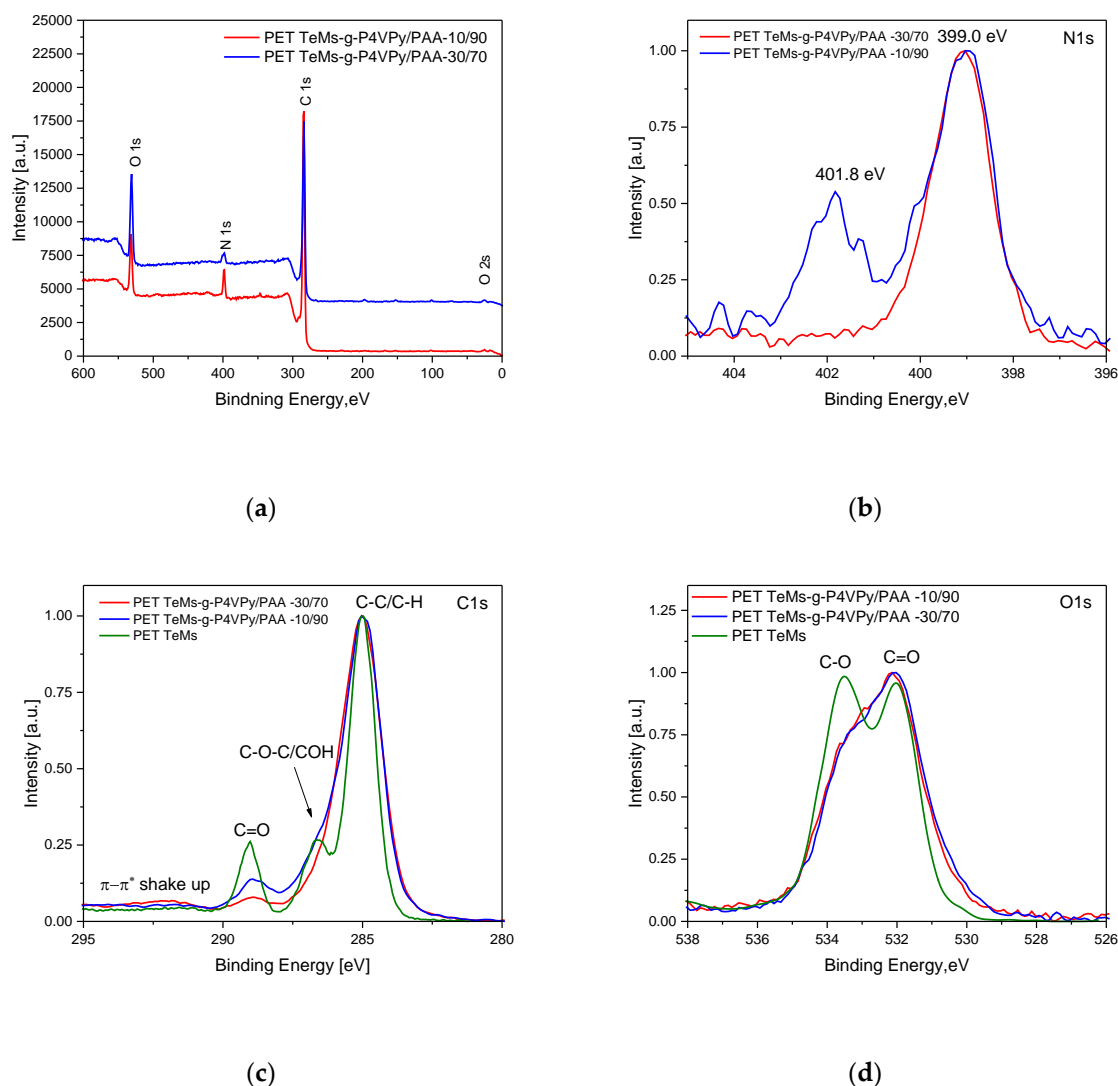 25000
22500
20000
17500
15000
12500
10000
7500
5000
2500
0
Intensity [a.u.]
PET TeMs-g-P4VPy/PAA-10/90
PET TeMs-g-P4VPy/PAA-30/70
O 1s
N 1s
C 1s
O 2s
600 500 400 300 200 100 0
Bindning Energy,eV
(a)
1.00
0.75
0.50
0.25
0.00
Intensity [a.u]
PET TeMs-g-P4VPy/PAA -30/70
PET TeMs-g-P4VPy/PAA -10/90
399.0 eV
N1s
401.8 eV
404 402 400 398 396
Binding Energy,eV
(b)
1.00
0.75
0.50
0.25
0.00
Intensity [a.u.]
PET TeMs-g-P4VPy/PAA -30/70
PET TeMs-g-P4VPy/PAA -10/90
PET TeMs
C-C/C-H
C1s
C-O-C/COH
C=O
π−π* shake up
295 290 285 280
Binding Energy [eV]
(c)
1.25
1.00
0.75
0.50
0.25
0.00
Intensity [a.u.]
PET TeMs-g-P4VPy/PAA -10/90
PET TeMs-g-P4VPy/PAA -30/70
PET TeMs
O1s
C-O
C=O
538 536 534 532 530 528 526
Binding Energy,eV
(d)